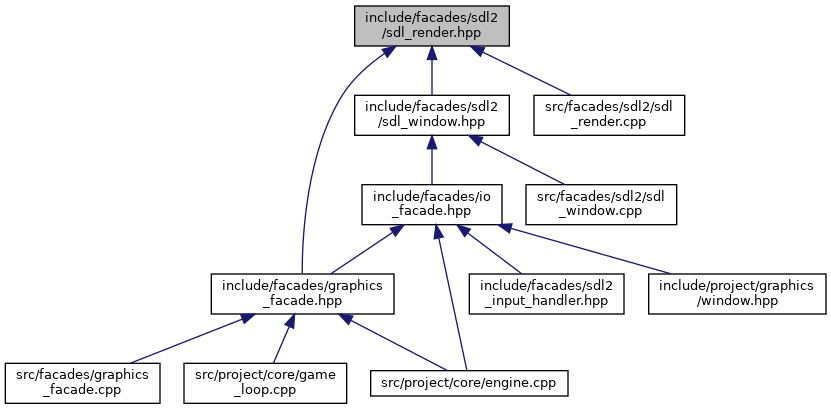 include/facades/sdl2
/sdl_render.hpp
include/facades/sdl2
/sdl_window.hpp
src/facades/sdl2/sdl
_render.cpp
include/facades/io
_facade.hpp
src/facades/sdl2/sdl
_window.cpp
include/facades/graphics
_facade.hpp
include/facades/sdl2
_input_handler.hpp
include/project/graphics
/window.hpp
src/facades/graphics
_facade.cpp
src/project/core/game
_loop.cpp
src/project/core/engine.cpp